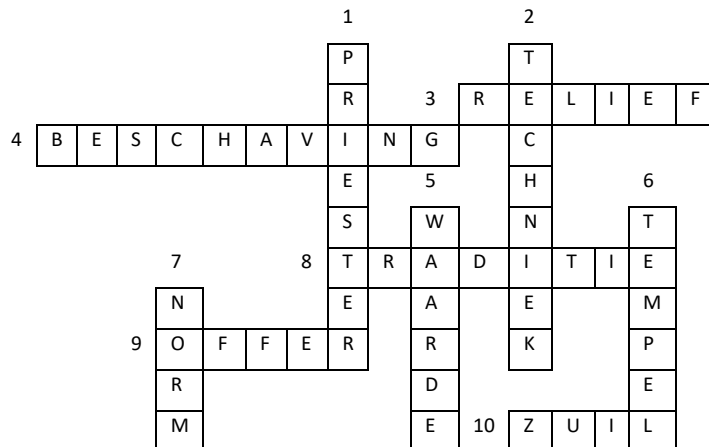 1 2
P T
R 3 R E L I E F
4 B E S C H A V I N G C
E 5 H 6
S W N T
7 8 T R A D I T I E
N E A E M
9 O F F E R R K P
R D E
M E 10 Z U I L